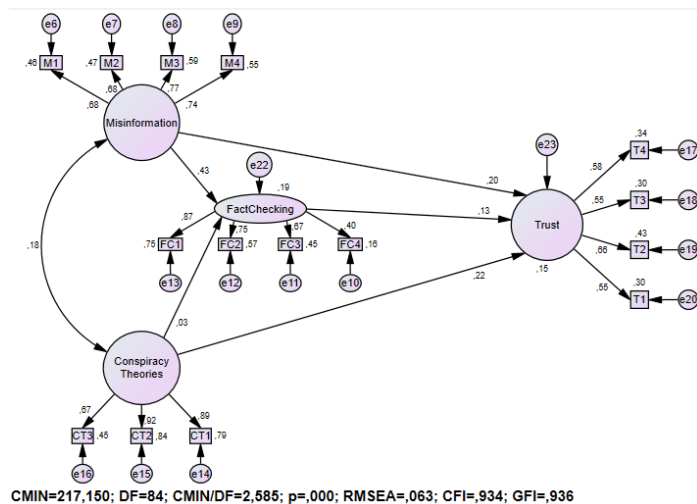 e6 e7 e8 e9
,46 M1 ,47 M2 M3 ,59 M4 ,55
,68 ,68 ,77 ,74
Misinformation
e22 e23
,34 T4 e17
,58
,43 ,19 ,20
FactChecking
,30 T3 e18
,55
,13
Trust
,87 ,75 ,67 ,40
,75 FC1 FC2 ,57 FC3 ,45 FC4 ,16
,43 T2 e19
,66
,18
e13 e12 e11 e10
,22 ,15
,30 T1 e20
,55
,03
Conspiracy
Theories
,67 ,92 ,89
CT3 ,45 CT2 ,84 CT1 ,79
e16 e15 e14
CMIN=217,150; DF=84; CMIN/DF=2,585; p=,000; RMSEA=,063; CFI=,934; GFI=,936